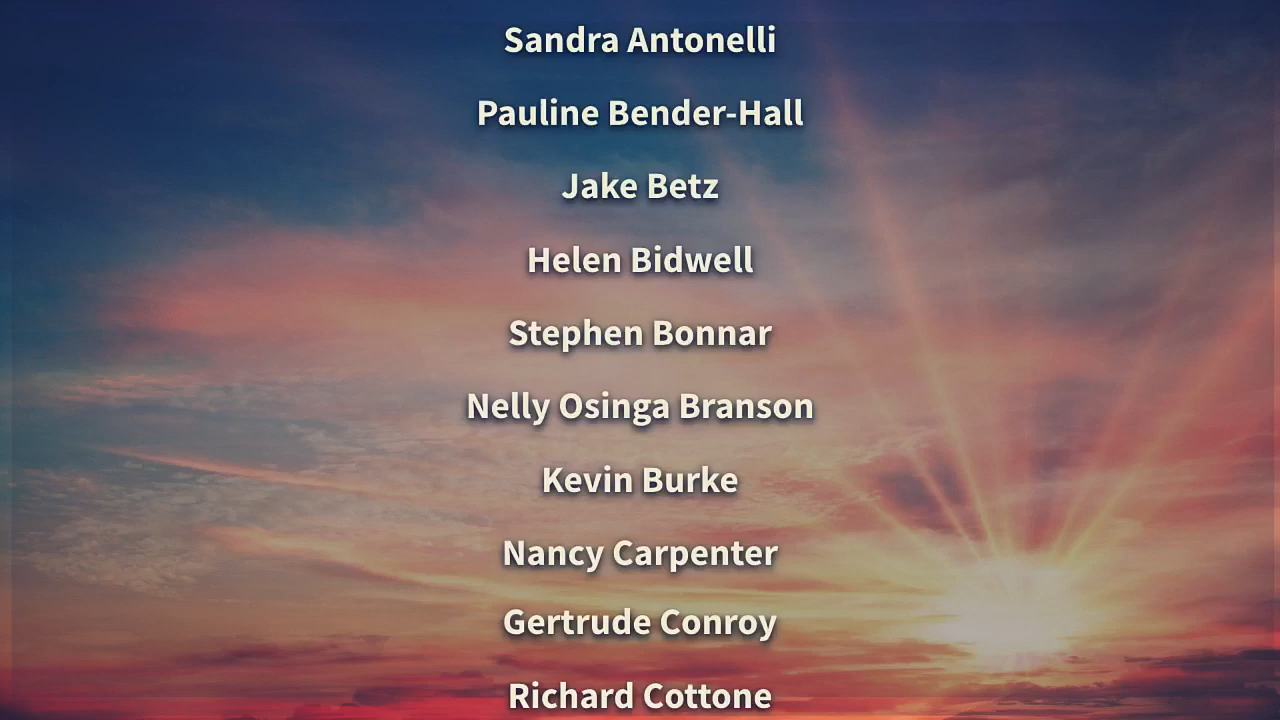 Sandra Antonelli
Pauline Bender-Hall
Jake Betz
Helen Bidwell
Stephen Bonnar
Nelly Osinga Branson
Kevin Burke
Nancy Carpenter
Gertrude Conroy
Richard Cottone